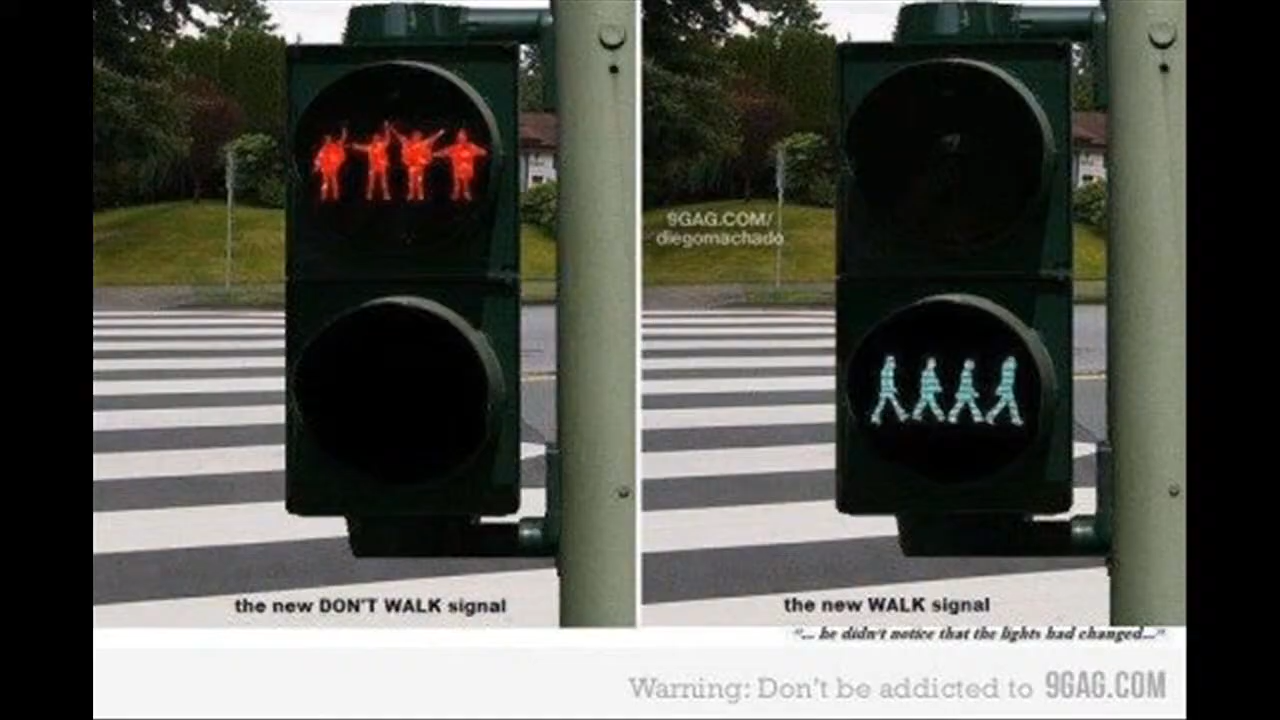 9GAG.COM/
diegomachado
the new DON'T WALK signal
the new WALK signal
"... he didn't notice that the lights had changed..."
Warning: Don't be addicted to 9GAG.COM